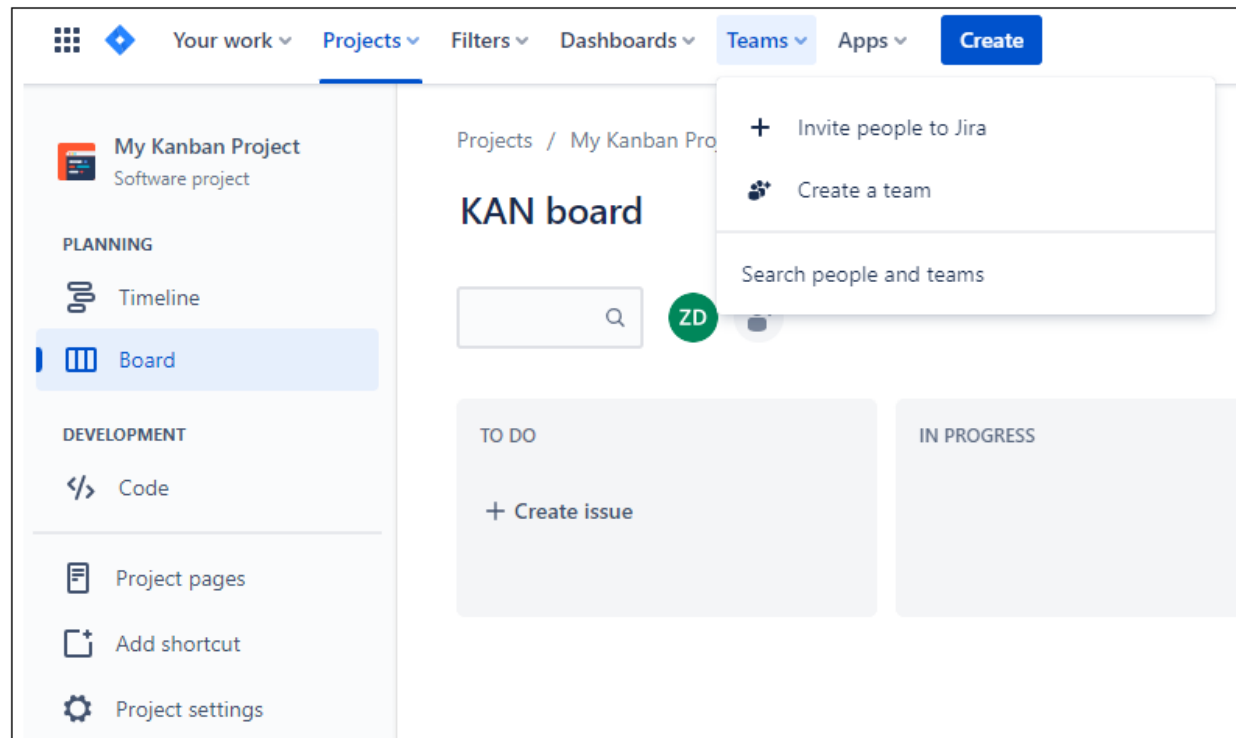 Your work Projects Filters Dashboards Teams Apps Create
My Kanban Project
Software project
PLANNING
Timeline
Board
DEVELOPMENT
Code
Project pages
Add shortcut
Project settings
Projects / My Kanban Pro
KAN board
Invite people to Jira
Create a team
Search people and teams
ZD
TO DO
+ Create issue
IN PROGRESS